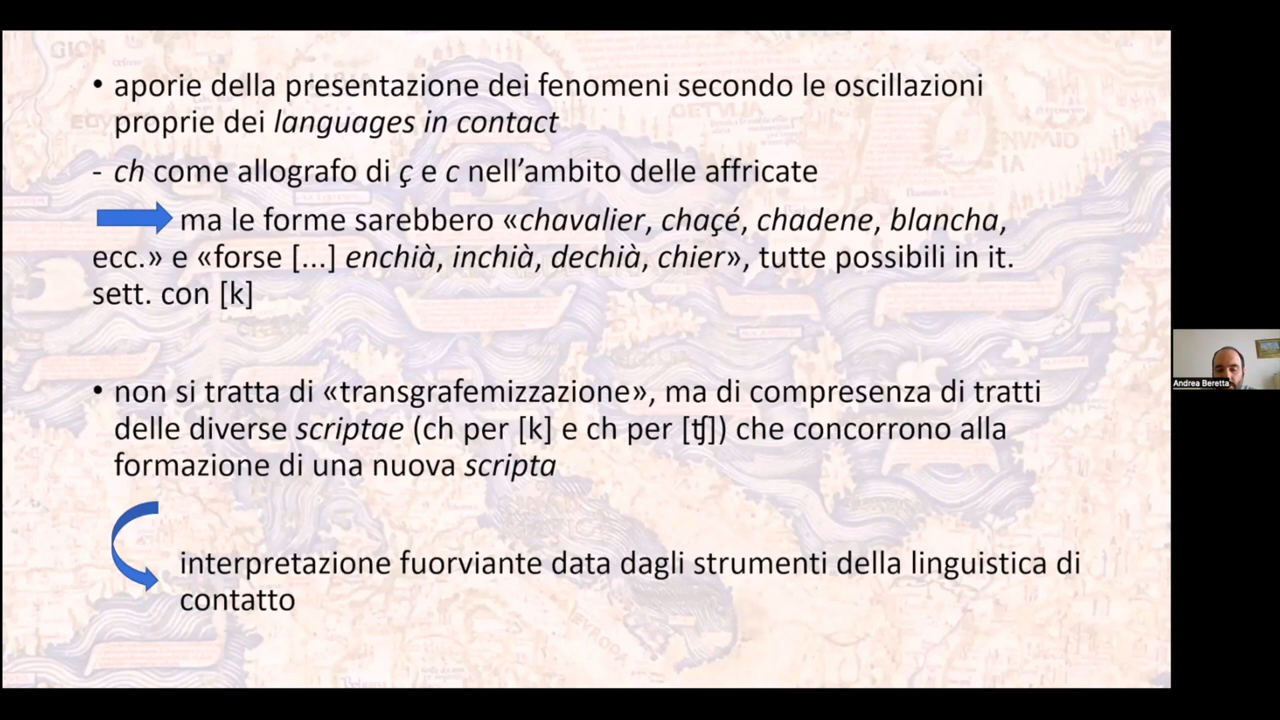 • aporie della presentazione dei fenomeni secondo le oscillazioni
proprie dei languages in contact
- ch come allografo di ç e c nell’ambito delle affricate
ma le forme sarebbero «chavalier, chaçé, chadene, blancha,
ecc.» e «forse [...] enchià, inchià, dechià, chier», tutte possibili in it.
sett. con [k]
• non si tratta di «transgrafemizzazione», ma di compresenza di tratti
delle diverse scriptae (ch per [k] e ch per [ʧ]) che concorrono alla
formazione di una nuova scripta
interpretazione fuorviante data dagli strumenti della linguistica di
contatto
Andrea Beretta
GION
GETVLIA
NVMID
IA